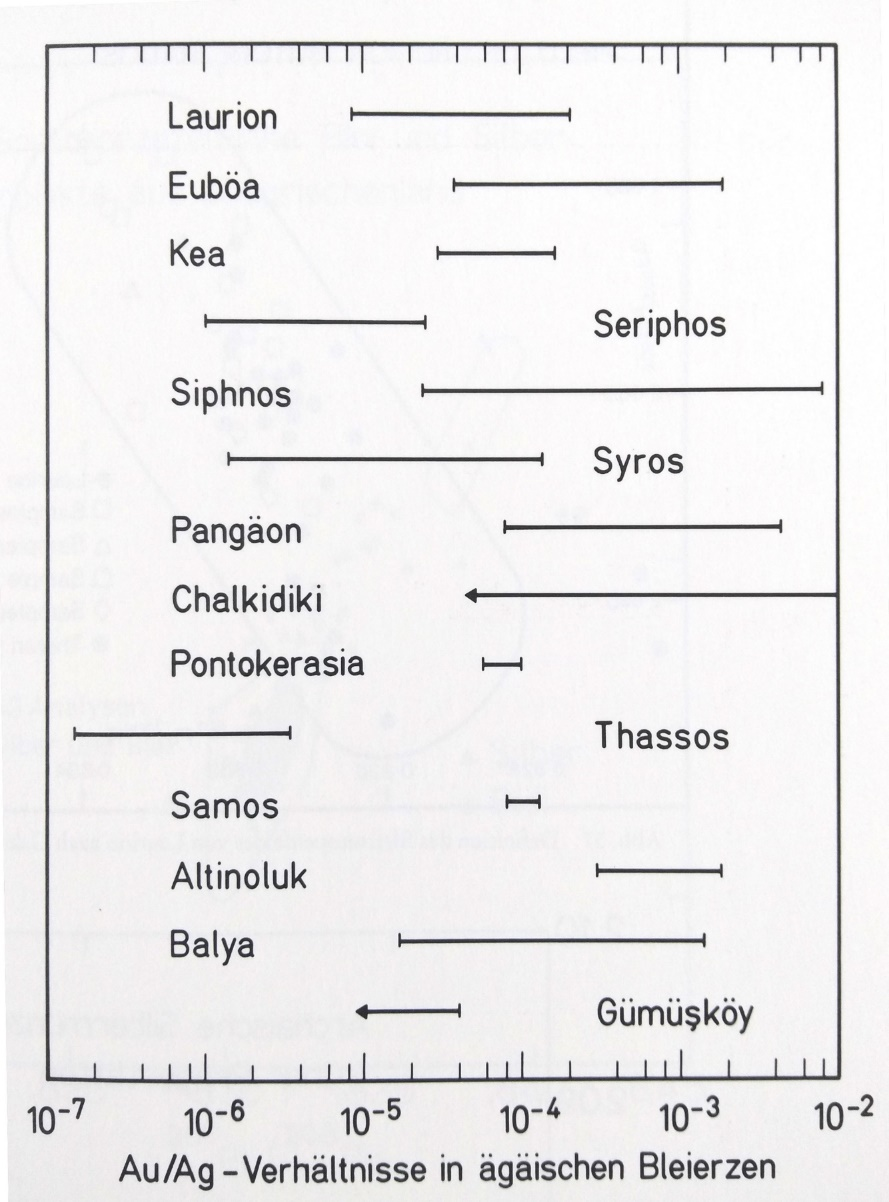 Laurion
Euböa
Kea
Seriphos
Siphnos
Syros
Pangäon
Chalkidiki
Pontokerasia
Thassos
Samos
Altinoluk
Balya
Gümüşköy
10-7 10-6 10-5 10-4 10-3 10-2
Au/Ag – Verhältnisse in ägäischen Bleierzen